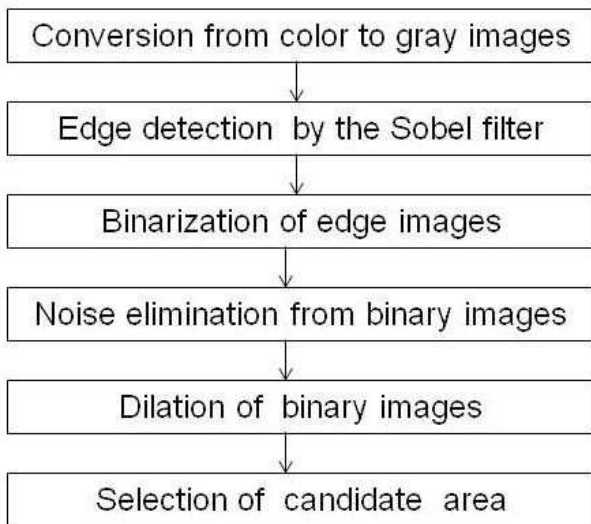 Conversion from color to gray images
Edge detection by the Sobel filter
Binarization of edge images
Noise elimination from binary images
Dilation of binary images
Selection of candidate area